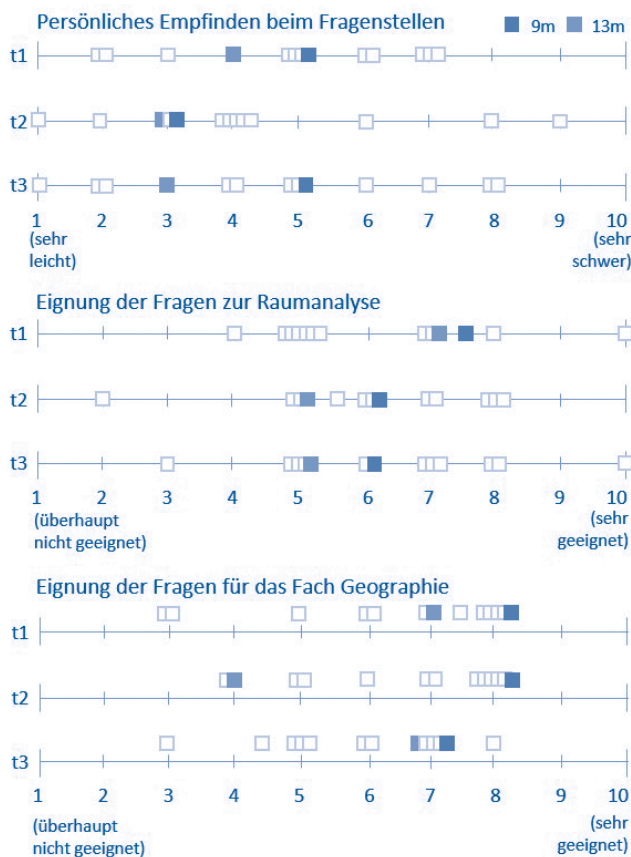 Persönliches Empfinden beim Fragenstellen
9m 13m
t1
t2
t3
1 2 3 4 5 6 7 8 9 10
(sehr leicht) (sehr schwer)
Eignung der Fragen zur Raumanalyse
t1
t2
t3
1 2 3 4 5 6 7 8 9 10
(überhaupt nicht geeignet) (sehr geeignet)
Eignung der Fragen für das Fach Geographie
t1
t2
t3
1 2 3 4 5 6 7 8 9 10
(überhaupt nicht geeignet) (sehr geeignet)